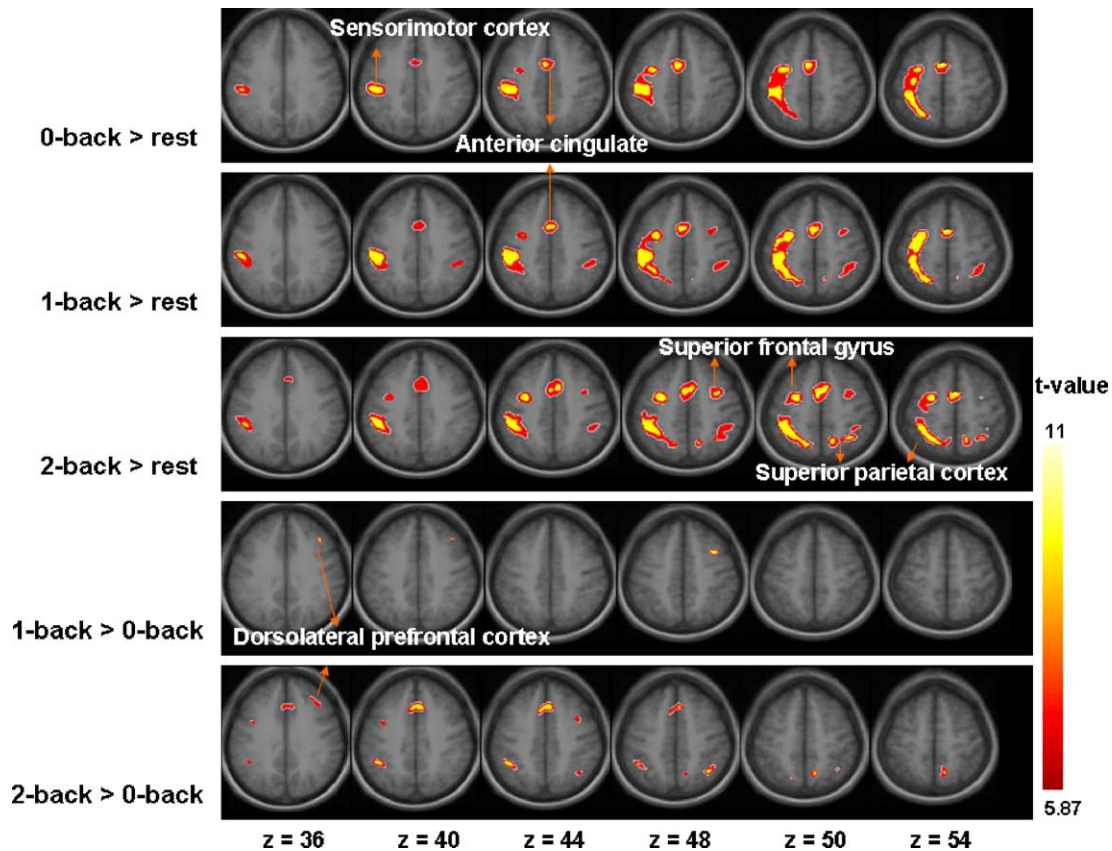 Sensorimotor cortex
0-back > rest
Anterior cingulate
1-back > rest
Superior frontal gyrus
t-value
11
2-back > rest
Superior parietal cortex
1-back > 0-back
Dorsolateral prefrontal cortex
2-back > 0-back
5.87
z = 36 z = 40 z = 44 z = 48 z = 50 z = 54